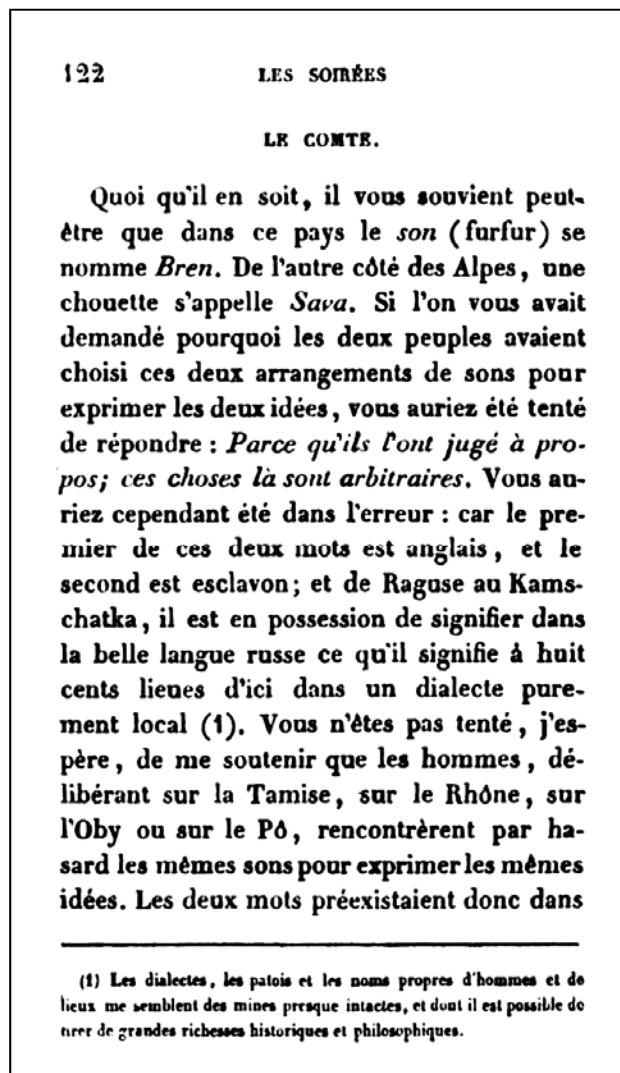 122 LES SOIRÉES
LE COMTE.
Quoi qu'il en soit, il vous souvient peut-
être que dans ce pays le son (furfur) se
nomme Bren. De l'autre côté des Alpes, une
chouette s'appelle Sava. Si l'on vous avait
demandé pourquoi les deux peuples avaient
choisi ces deux arrangements de sons pour
exprimer les deux idées, vous auriez été tenté
de répondre : Parce qu'ils l'ont jugé à pro-
pos; ces choses là sont arbitraires. Vous au-
riez cependant été dans l'erreur : car le pre-
mier de ces deux mots est anglais, et le
second est esclavon; et de Raguse au Kams-
chatka, il est en possession de signifier dans
la belle langue russe ce qu'il signifie à huit
cents lieues d'ici dans un dialecte pure-
ment local (1). Vous n'êtes pas tenté, j'es-
père, de me soutenir que les hommes, dé-
libérant sur la Tamise, sur le Rhône, sur
l'Oby ou sur le Pô, rencontrèrent par ha-
sard les mêmes sons pour exprimer les mêmes
idées. Les deux mots préexistaient donc dans
(1) Les dialectes, les patois et les noms propres d'hommes et de
lieux me semblent des mines presque intactes, et dont il est possible de
tirer de grandes richesses historiques et philosophiques.